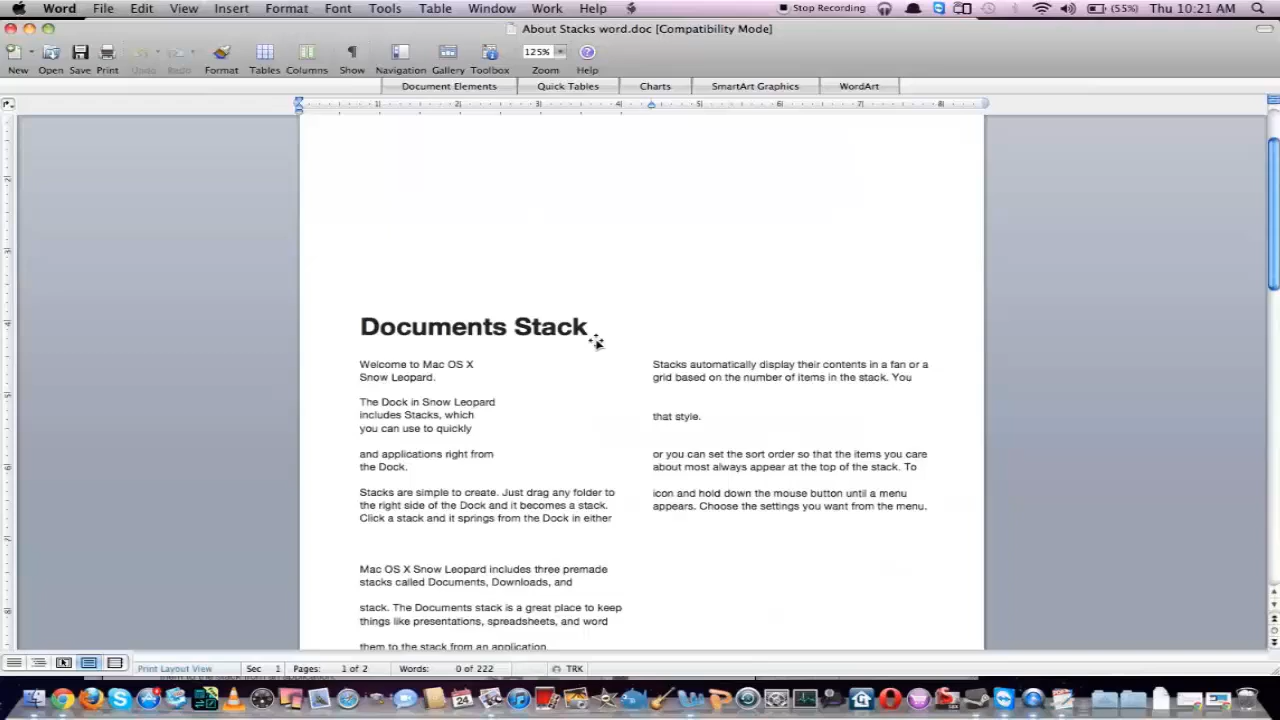 Word File Edit View Insert Format Font Tools Table Window Work Help Stop Recording (55%) Thu 10:21 AM
About Stacks word.doc [Compatibility Mode]
125%
New Open Save Print Undo Redo Format Tables Columns Show Navigation Gallery Toolbox Zoom Help
Document Elements Quick Tables Charts SmartArt Graphics WordArt
Documents Stack
Welcome to Mac OS X
Snow Leopard.
The Dock in Snow Leopard
includes Stacks, which
you can use to quickly
and applications right from
the Dock.
Stacks are simple to create. Just drag any folder to
the right side of the Dock and it becomes a stack.
Click a stack and it springs from the Dock in either
Mac OS X Snow Leopard includes three premade
stacks called Documents, Downloads, and
stack. The Documents stack is a great place to keep
things like presentations, spreadsheets, and word
them to the stack from an application
Stacks automatically display their contents in a fan or a
grid based on the number of items in the stack. You
that style.
or you can set the sort order so that the items you care
about most always appear at the top of the stack. To
icon and hold down the mouse button until a menu
appears. Choose the settings you want from the menu.
Print Layout View Sec 1 Pages: 1 of 2 Words: 0 of 222 TRK